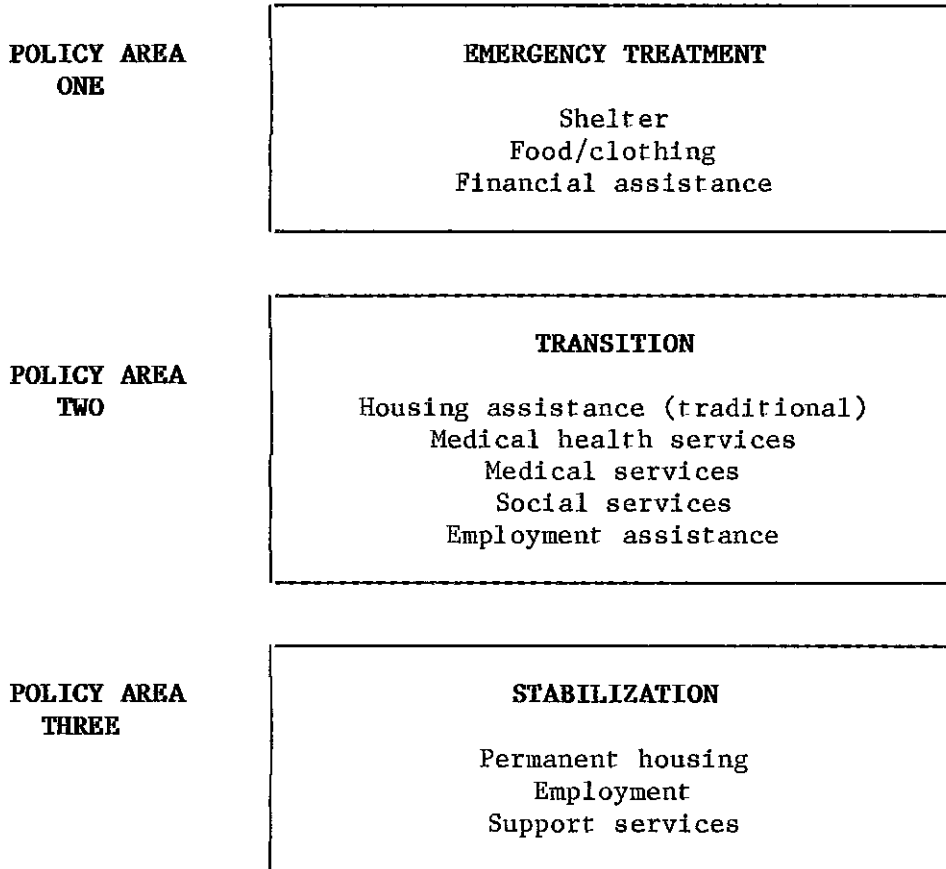 POLICY AREA
ONE
EMERGENCY TREATMENT
Shelter
Food/clothing
Financial assistance
POLICY AREA
TWO
TRANSITION
Housing assistance (traditional)
Medical health services
Medical services
Social services
Employment assistance
POLICY AREA
THREE
STABILIZATION
Permanent housing
Employment
Support services